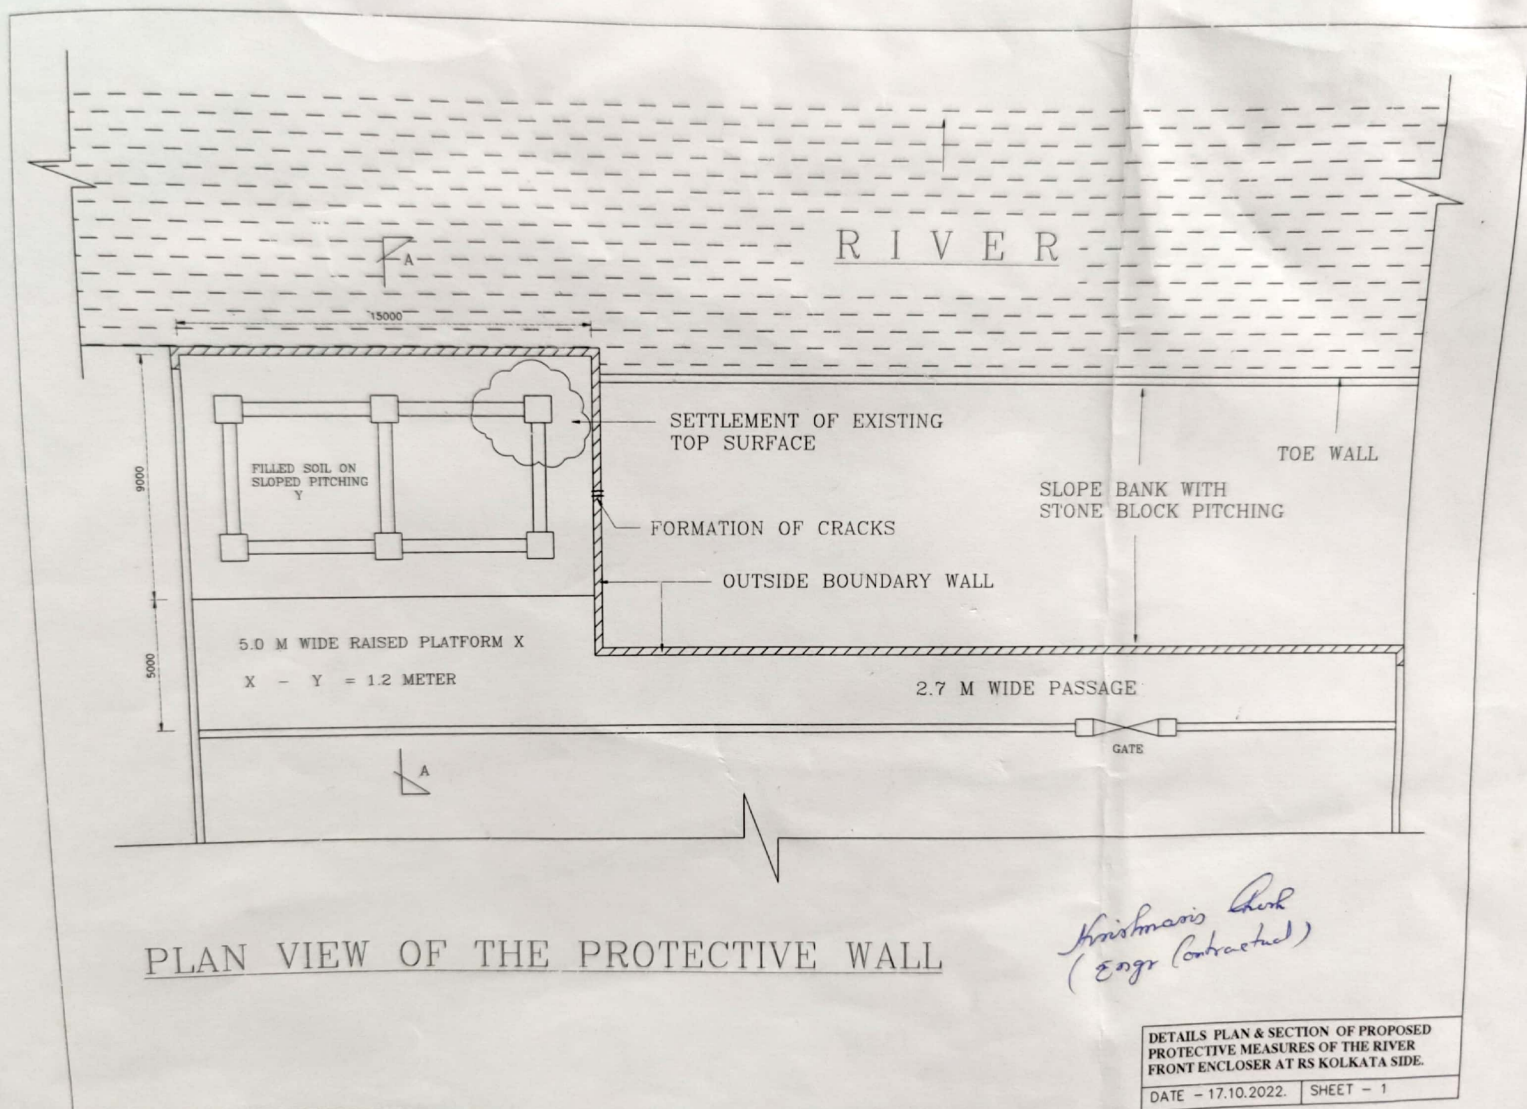 RIVER
A
15000
SETTLEMENT OF EXISTING
TOP SURFACE
TOE WALL
9000
FILLED SOIL ON
SLOPED PITCHING
Y
SLOPE BANK WITH
STONE BLOCK PITCHING
FORMATION OF CRACKS
OUTSIDE BOUNDARY WALL
5000
5.0 M WIDE RAISED PLATFORM X
X - Y = 1.2 METER
2.7 M WIDE PASSAGE
GATE
A
PLAN VIEW OF THE PROTECTIVE WALL
(Engr Contractual)
DETAILS PLAN & SECTION OF PROPOSED
PROTECTIVE MEASURES OF THE RIVER
FRONT ENCLOSER AT RS KOLKATA SIDE.
DATE - 17.10.2022. SHEET - 1